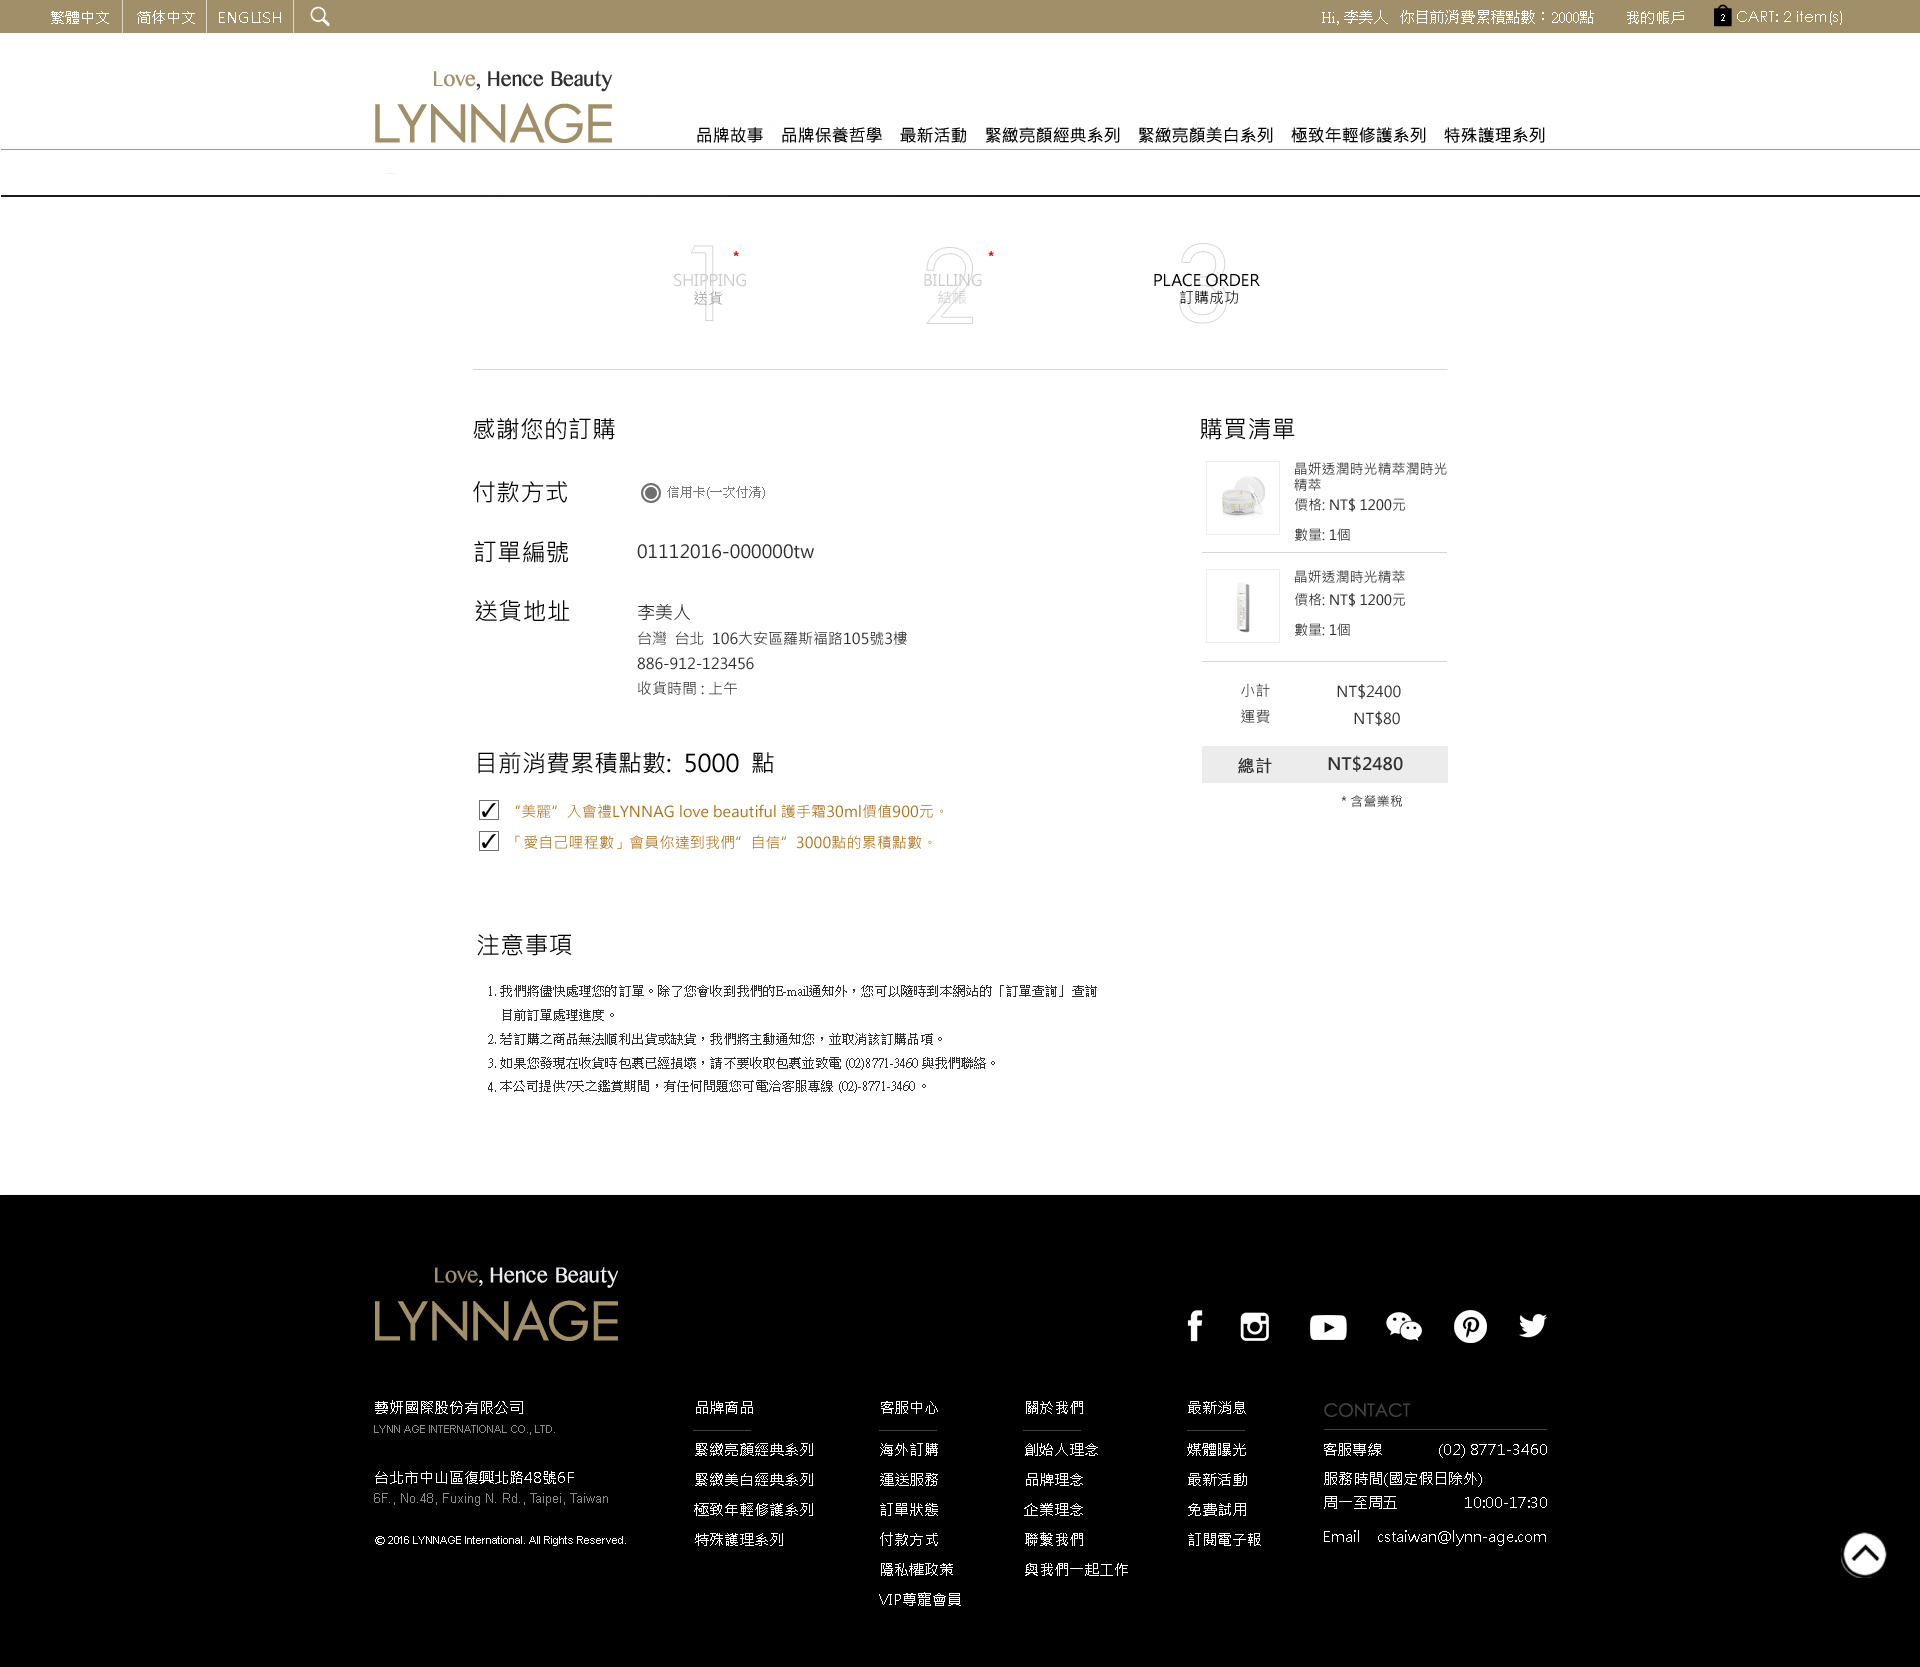 繁體中文 简体中文 ENGLISH Hi, 李美人 你目前消費累積點數：2000點 我的帳戶 2 CART: 2 item(s)
Love, Hence Beauty
LYNNAGE
品牌故事 品牌保養哲學 最新活動 緊緻亮顏經典系列 緊緻亮顏美白系列 極致年輕修護系列 特殊護理系列
1 * 2 * 3
SHIPPING BILLING PLACE ORDER
送貨 結帳 訂購成功
感謝您的訂購
付款方式 信用卡(一次付清)
訂單編號 01112016-000000tw
送貨地址 李美人
台灣 台北 106大安區羅斯福路105號3樓
886-912-123456
收貨時間 : 上午
目前消費累積點數: 5000 點
“美麗” 入會禮LYNNAG love beautiful 護手霜30ml價值900元。
「愛自己哩程數」會員你達到我們“ 自信“ 3000點的累積點數。
購買清單
晶妍透潤時光精萃潤時光
精萃
價格: NT$ 1200元
數量: 1個
晶妍透潤時光精萃
價格: NT$ 1200元
數量: 1個
小計 NT$2400
運費 NT$80
總計 NT$2480
* 含營業稅
注意事項
1. 我們將儘快處理您的訂單。除了您會收到我們的E-mail通知外，您可以隨時到本網站的「訂單查詢」查詢
目前訂單處理進度。
2. 若訂購之商品無法順利出貨或缺貨，我們將主動通知您，並取消該訂購品項。
3. 如果您發現在收貨時包裹已經損壞，請不要收取包裹並致電 (02)8771-3460 與我們聯絡。
4. 本公司提供7天之鑑賞期間，有任何問題您可電洽客服專線 (02)-8771-3460 。
Love, Hence Beauty
LYNNAGE
藝妍國際股份有限公司
LYNN AGE INTERNATIONAL CO., LTD.
台北市中山區復興北路48號6F
6F., No.48, Fuxing N. Rd., Taipei, Taiwan
© 2016 LYNNAGE International. All Rights Reserved.
品牌商品
緊緻亮顏經典系列
緊緻美白經典系列
極致年輕修護系列
特殊護理系列
客服中心
海外訂購
運送服務
訂單狀態
付款方式
隱私權政策
VIP尊寵會員
關於我們
創始人理念
品牌理念
企業理念
聯繫我們
與我們一起工作
最新消息
媒體曝光
最新活動
免費試用
訂閱電子報
CONTACT
客服專線 (02) 8771-3460
服務時間(國定假日除外)
周一至周五 10:00-17:30
Email cstaiwan@lynn-age.com